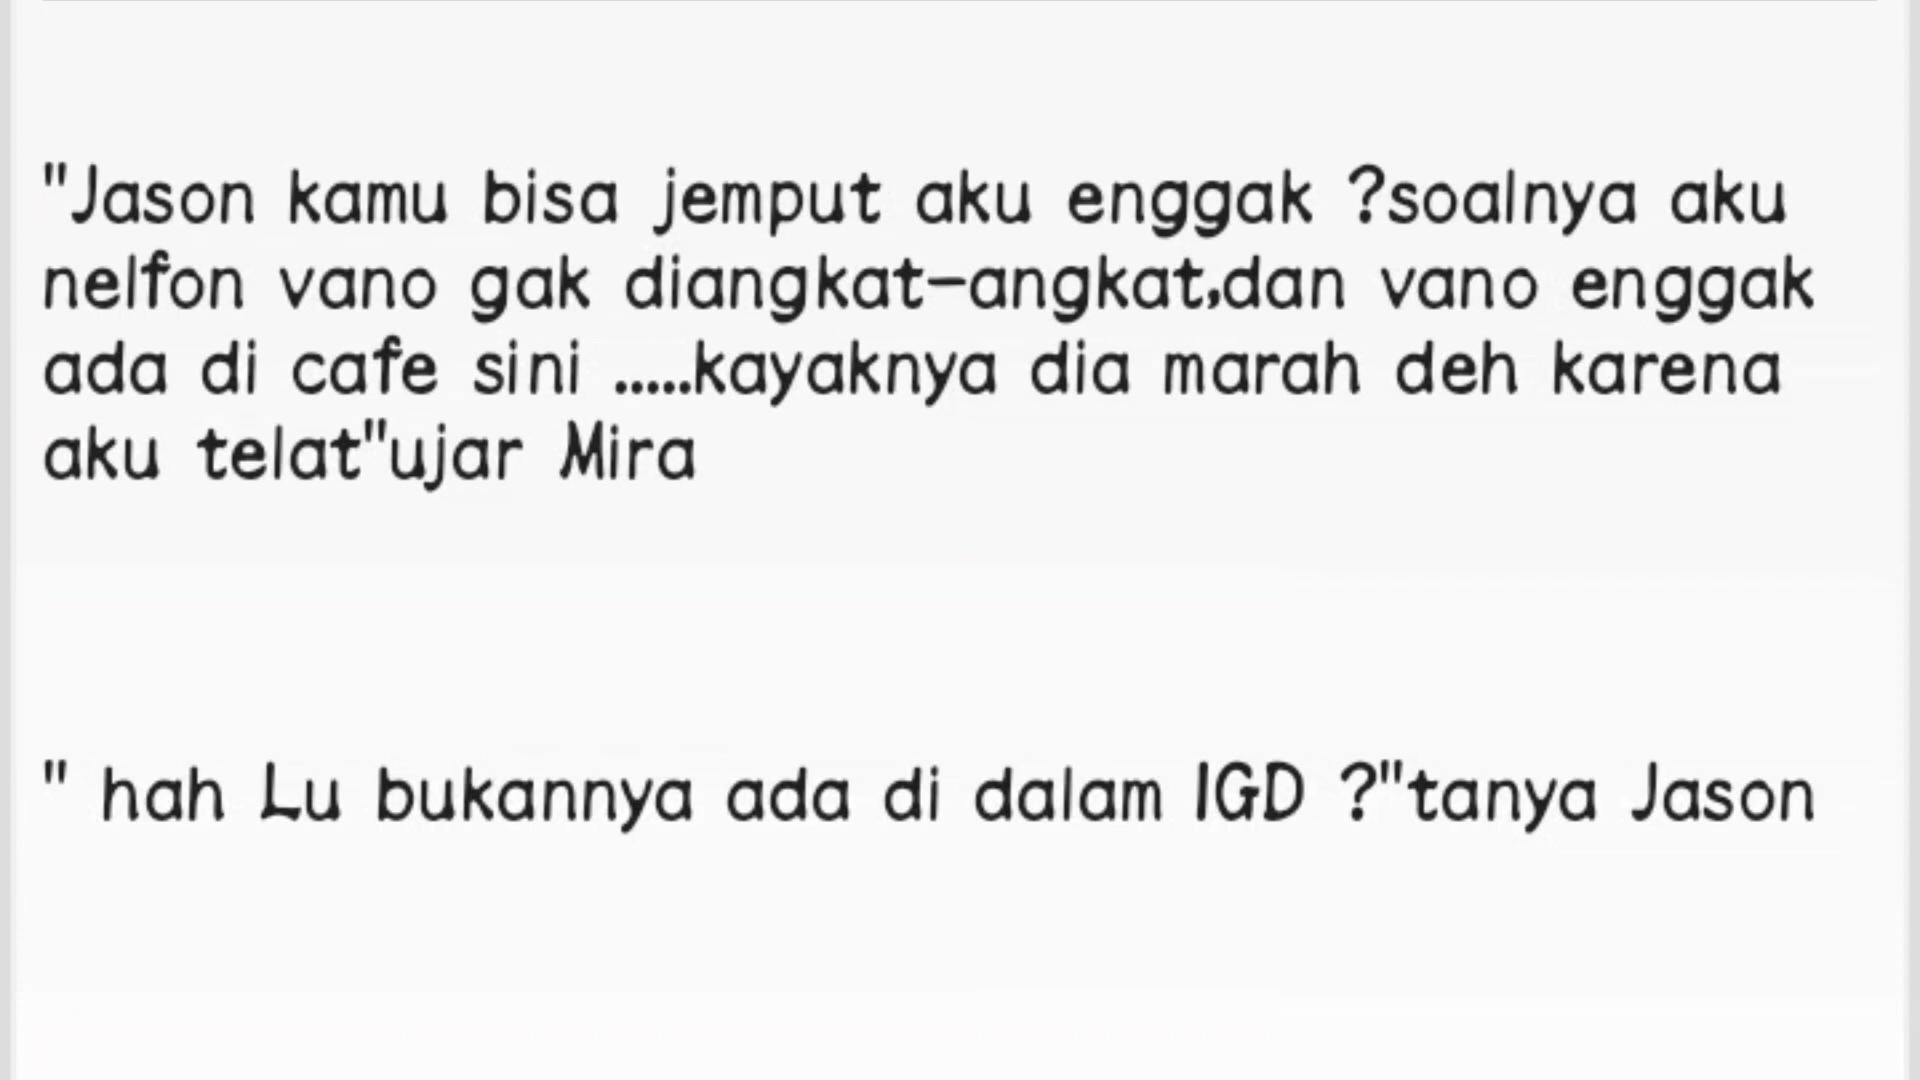 "Jason kamu bisa jemput aku enggak ?soalnya aku
nelfon vano gak diangkat-angkat,dan vano enggak
ada di cafe sini .....kayaknya dia marah deh karena
aku telat"ujar Mira
" hah Lu bukannya ada di dalam IGD ?"tanya Jason